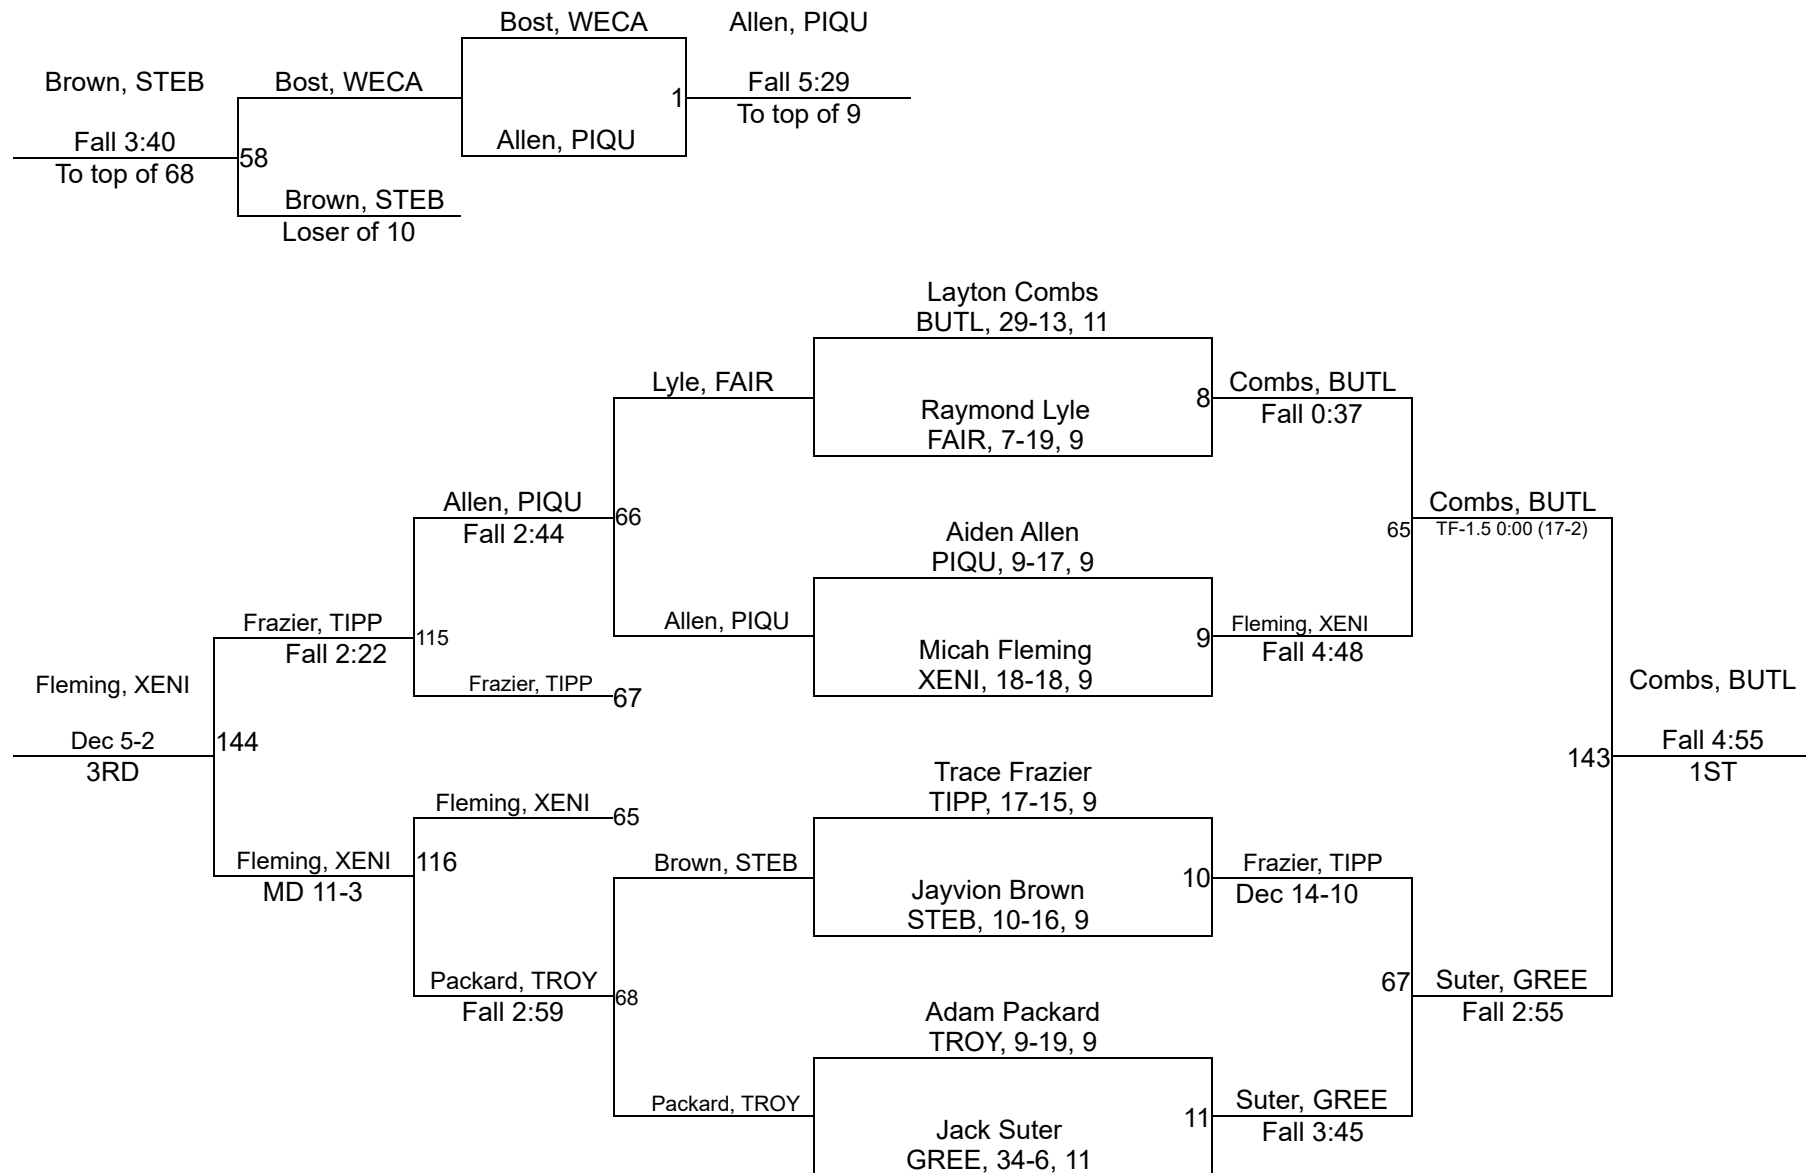 Bost, WECA
Allen, PIQU
Brown, STEB
Bost, WECA
Fall 5:29
1
To top of 9
Allen, PIQU
Fall 3:40
58
To top of 68
Brown, STEB
Loser of 10
Layton Combs
BUTL, 29-13, 11
Lyle, FAIR
Combs, BUTL
8
Fall 0:37
Raymond Lyle
FAIR, 7-19, 9
Allen, PIQU
66
Fall 2:44
Combs, BUTL
65
TF-1.5 0:00 (17-2)
Aiden Allen
PIQU, 9-17, 9
Frazier, TIPP
115
Fall 2:22
Allen, PIQU
Fleming, XENI
9
Fall 4:48
Micah Fleming
XENI, 18-18, 9
Fleming, XENI
Frazier, TIPP
67
Combs, BUTL
Dec 5-2
144
3RD
Fall 4:55
143
1ST
Trace Frazier
TIPP, 17-15, 9
Fleming, XENI
65
Fleming, XENI
116
MD 11-3
Brown, STEB
Frazier, TIPP
10
Dec 14-10
Jayvion Brown
STEB, 10-16, 9
Packard, TROY
68
Fall 2:59
67
Suter, GREE
Fall 2:55
Adam Packard
TROY, 9-19, 9
Packard, TROY
Suter, GREE
11
Fall 3:45
Jack Suter
GREE, 34-6, 11